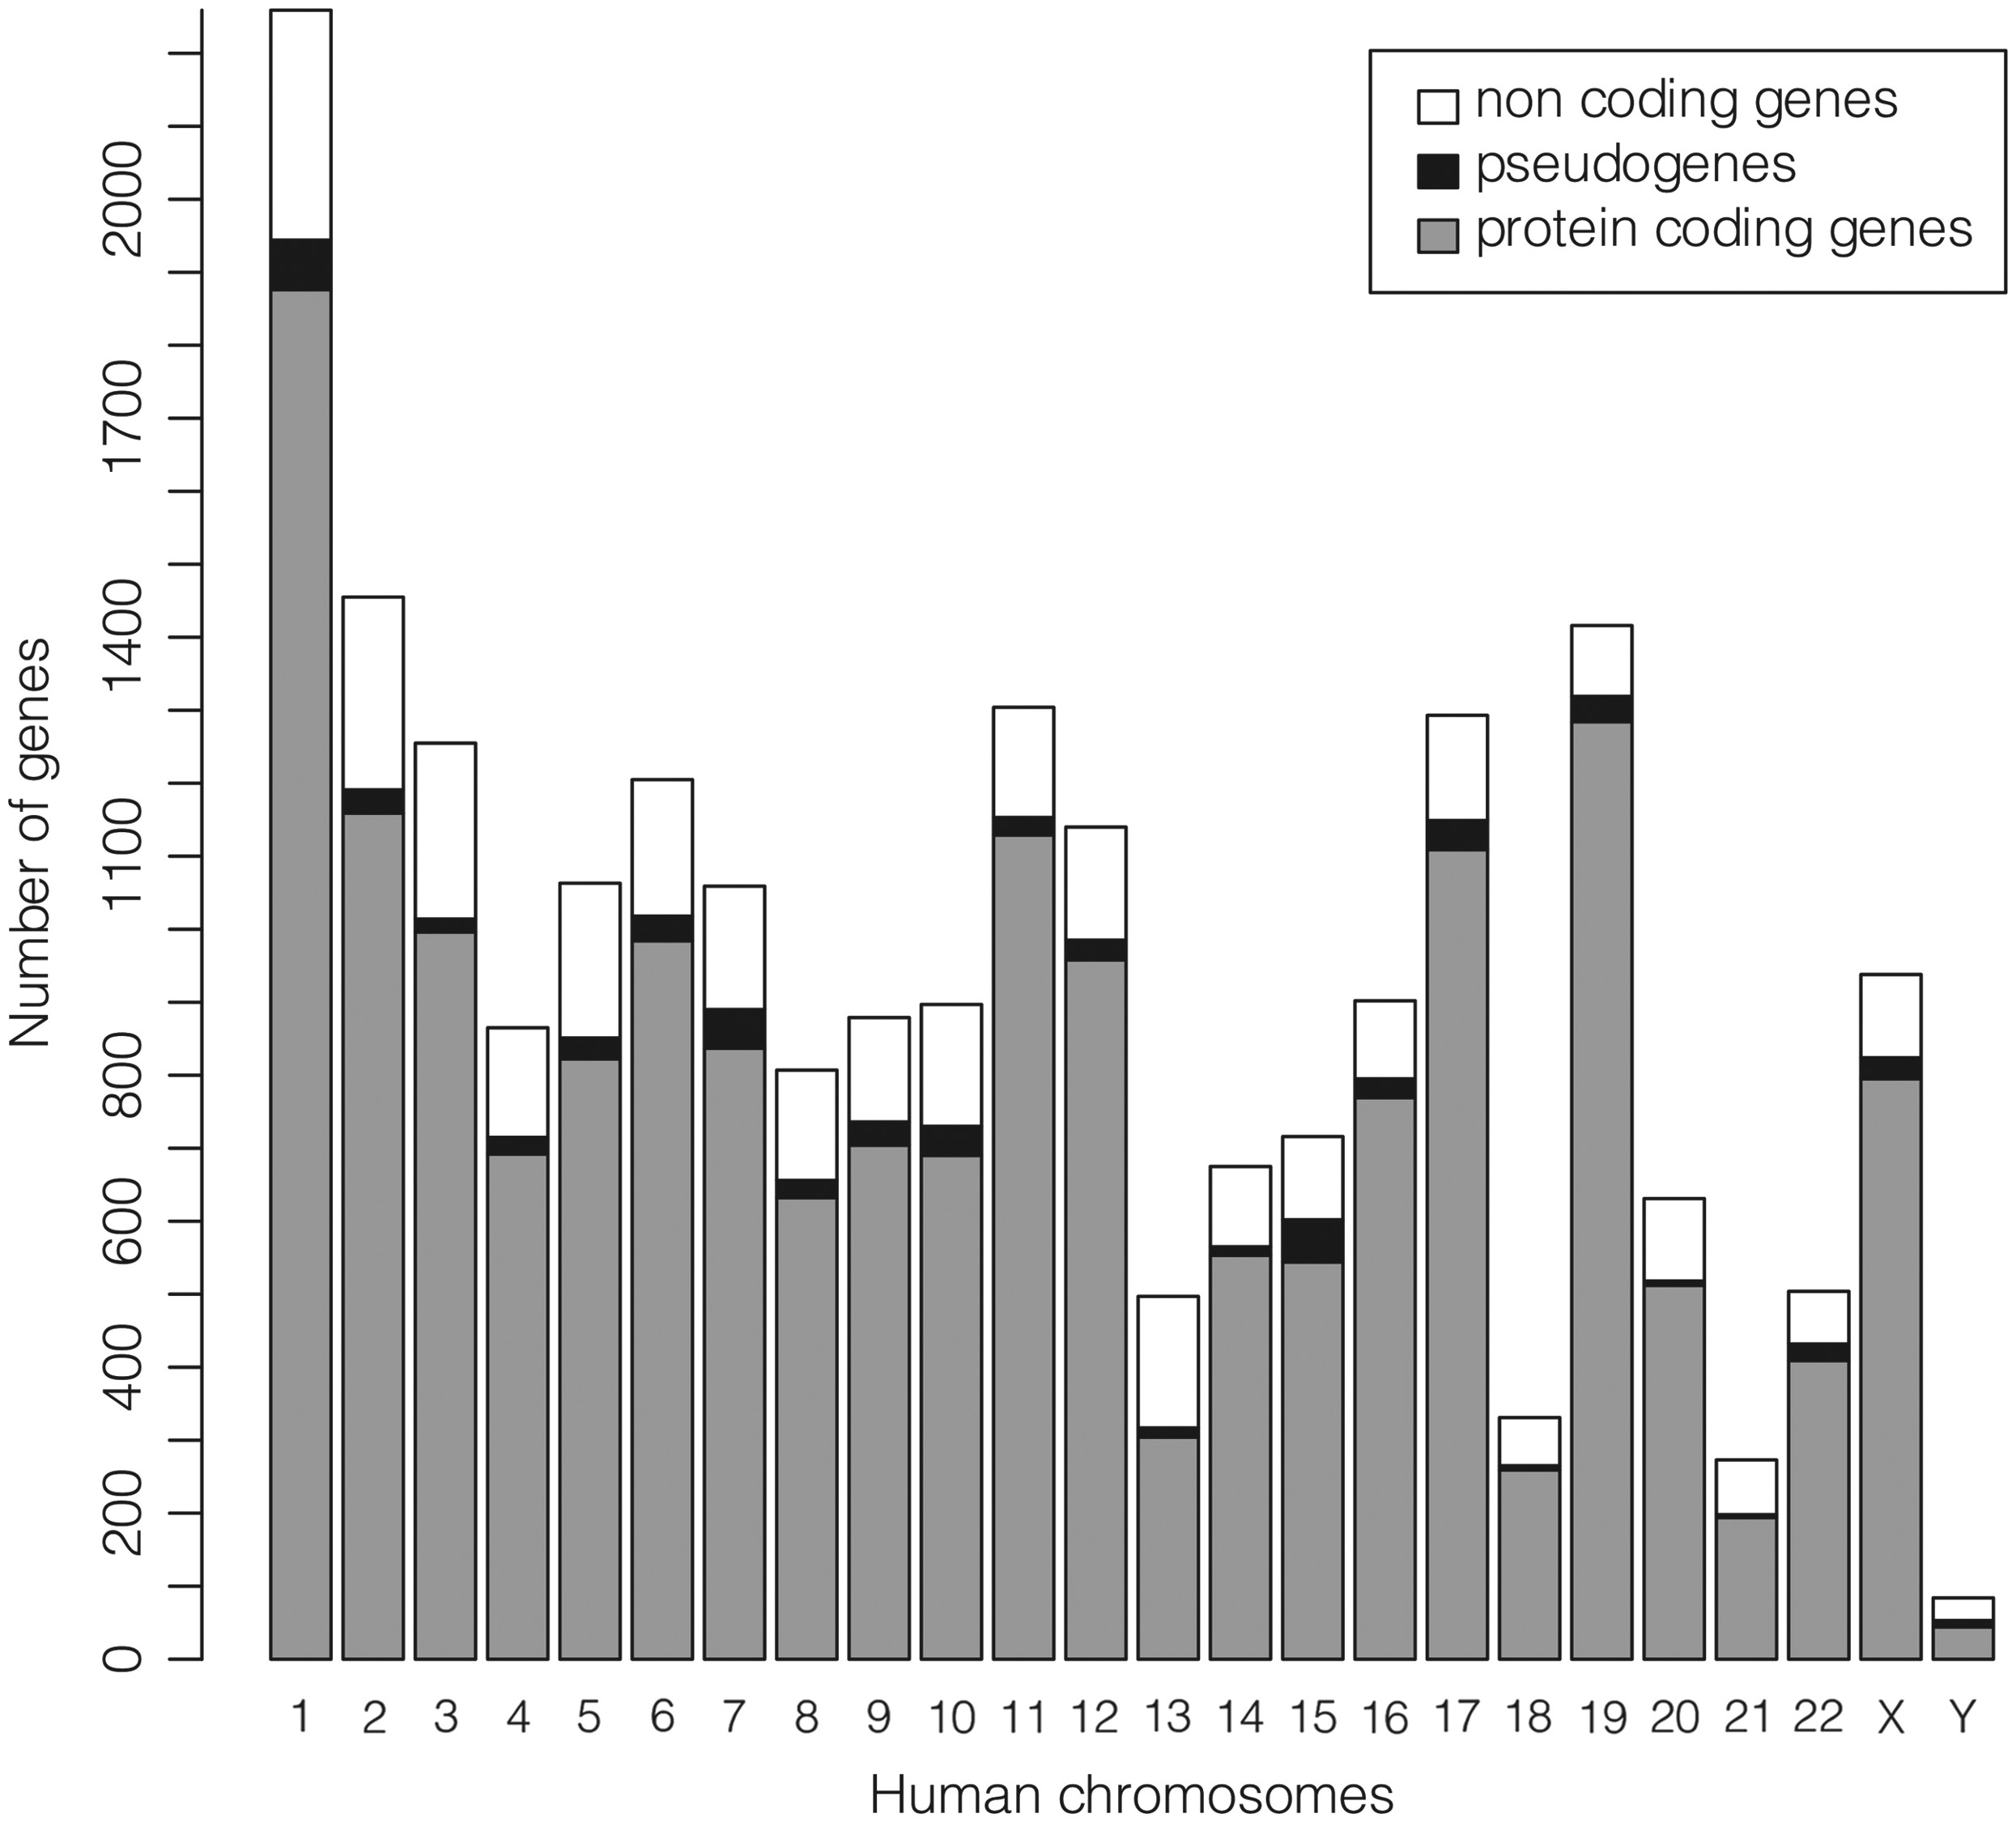 non coding genes
pseudogenes
protein coding genes
Number of genes
2000
1700
1400
1100
800
600
400
200
0
1 2 3 4 5 6 7 8 9 10 11 12 13 14 15 16 17 18 19 20 21 22 X Y
Human chromosomes